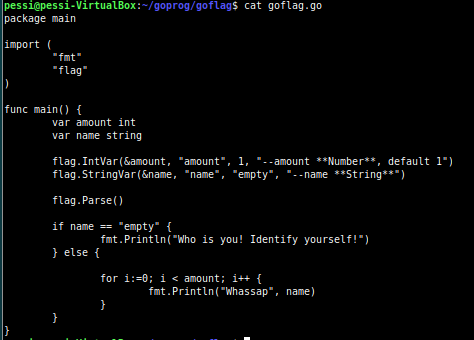 pessi@pessi-VirtualBox:~/goprog/goflag$ cat goflag.go
package main
import (
"fmt"
"flag"
)
func main() {
var amount int
var name string
flag.IntVar(&amount, "amount", 1, "--amount **Number**, default 1")
flag.StringVar(&name, "name", "empty", "--name **String**")
flag.Parse()
if name == "empty" {
fmt.Println("Who is you! Identify yourself!")
} else {
for i:=0; i < amount; i++ {
fmt.Println("Whassap", name)
}
}
}